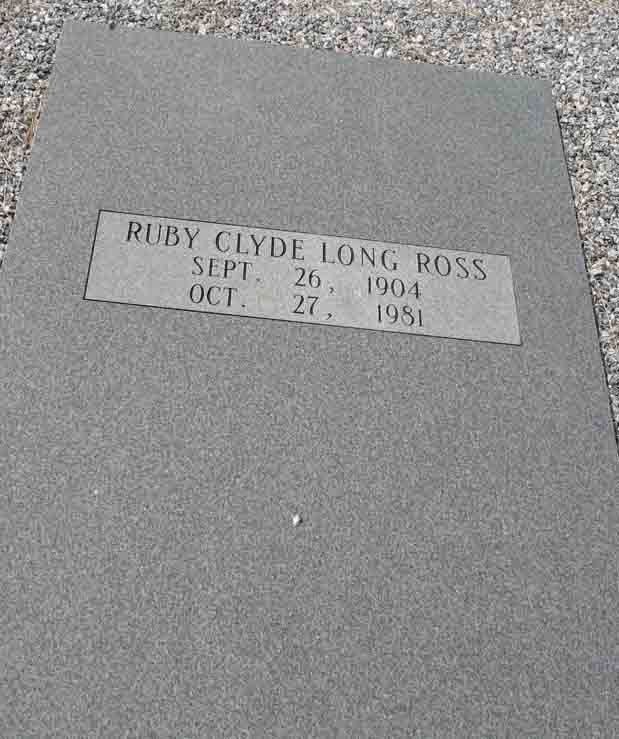 RUBY CLYDE LONG ROSS
SEPT. 26, 1904
OCT. 27, 1981